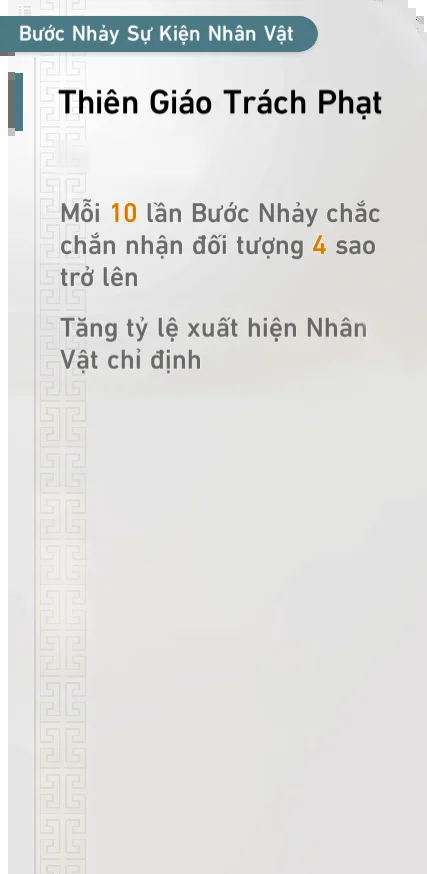 Bước Nhảy Sự Kiện Nhân Vật
Thiên Giáo Trách Phạt
Mỗi 10 lần Bước Nhảy chắc
chắn nhận đối tượng 4 sao
trở lên
Tăng tỷ lệ xuất hiện Nhân
Vật chỉ định